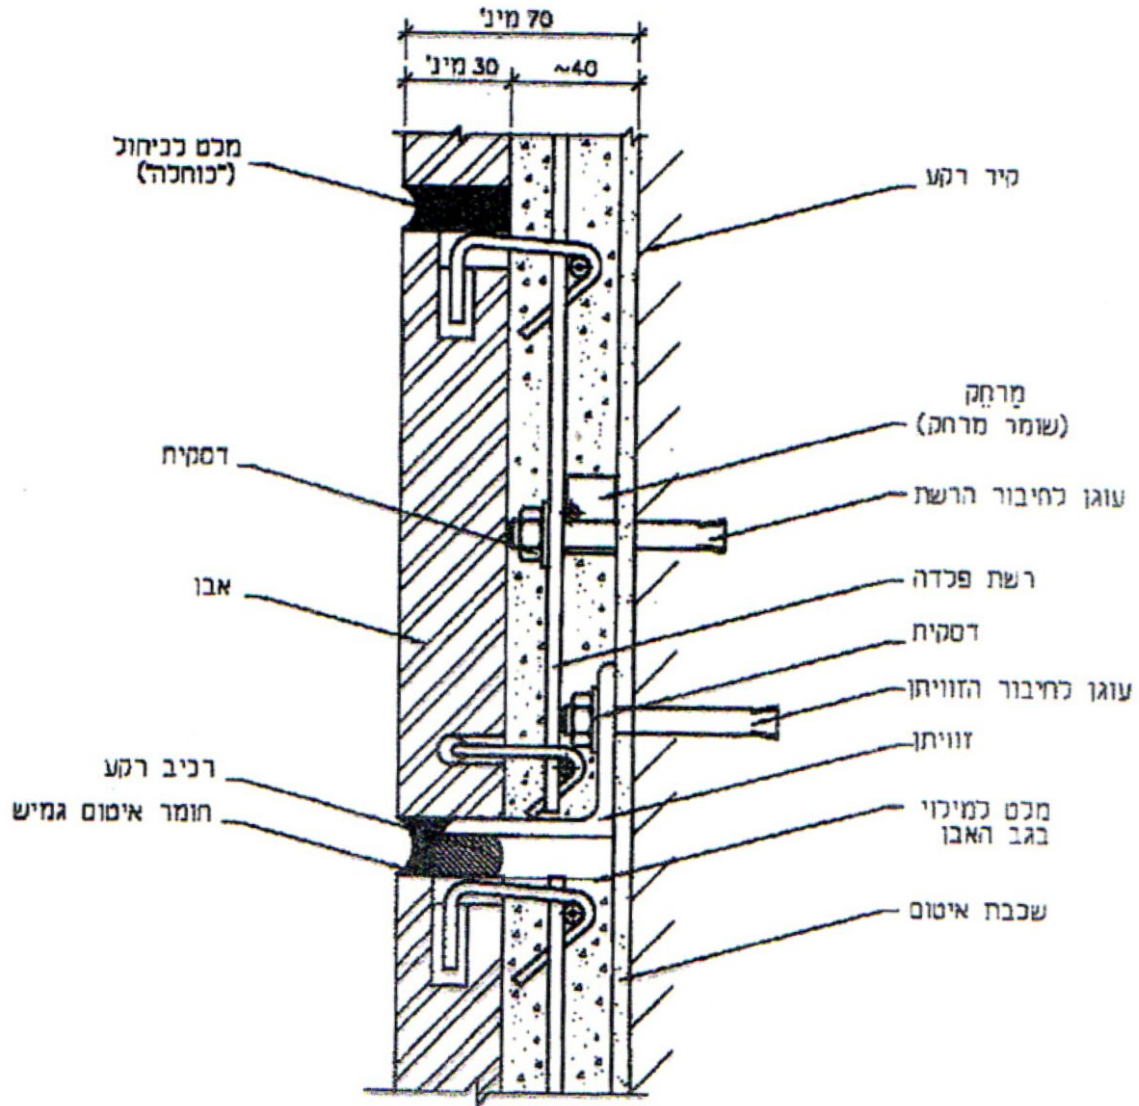 70 מינ'
30 מינ'
~40
מלט לכיחול
("כוחלה")
קיר רקע
מַרְחֵק
(שומר מרחק)
דסקית
עוגן לחיבור הרשת
רשת פלדה
אבן
דסקית
עוגן לחיבור הזוויתן
זוויתן
רכיב רקע
חומר איטום גמיש
מלט למילוי
בגב האבן
שכבת איטום